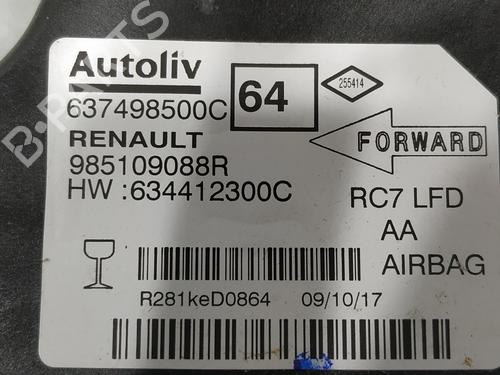 Autoliv
637498500C
64
255414
RENAULT
985109088R
FORWARD
HW :634412300C
RC7 LFD
AA
AIRBAG
R281keD0864 09/10/17
B-PARTS